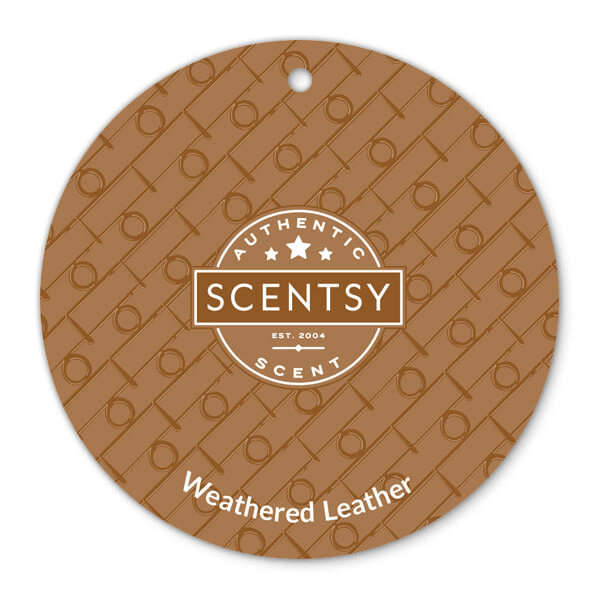 AUTHENTIC
SCENTSY
EST. 2004
SCENT
Weathered Leather